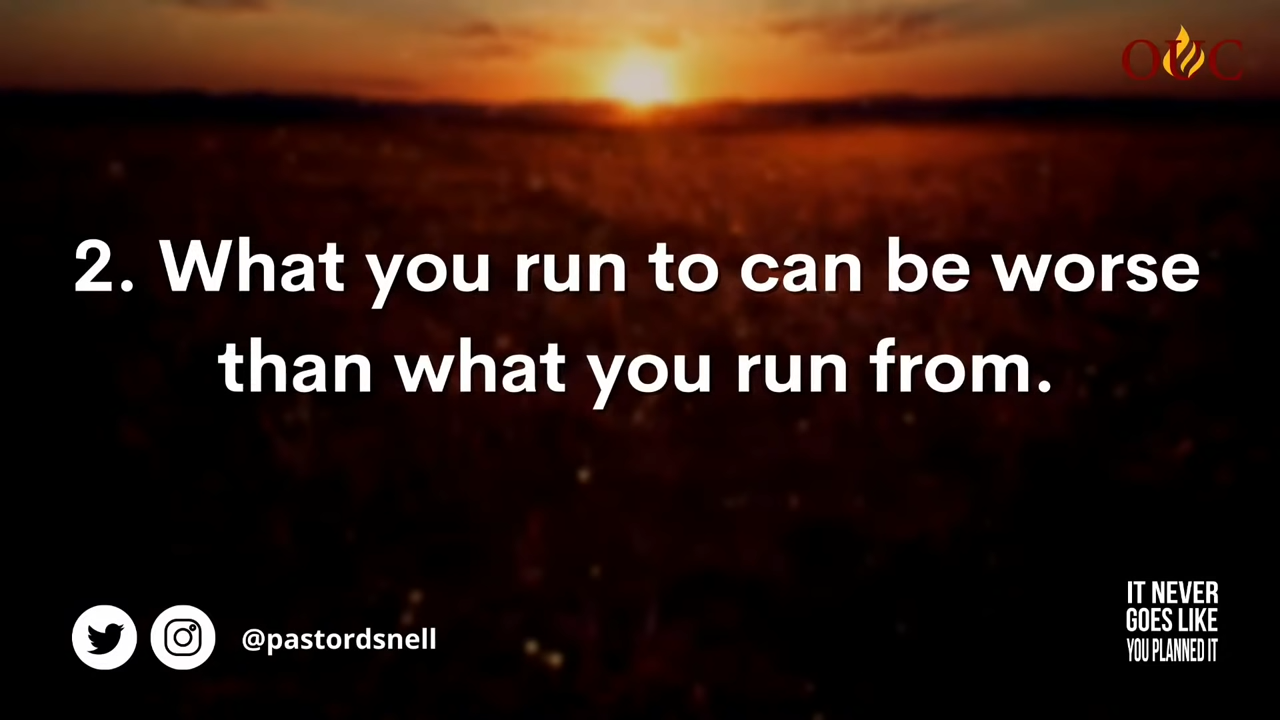 OUC
2. What you run to can be worse
than what you run from.
@pastordsnell
IT NEVER
GOES LIKE
YOU PLANNED IT